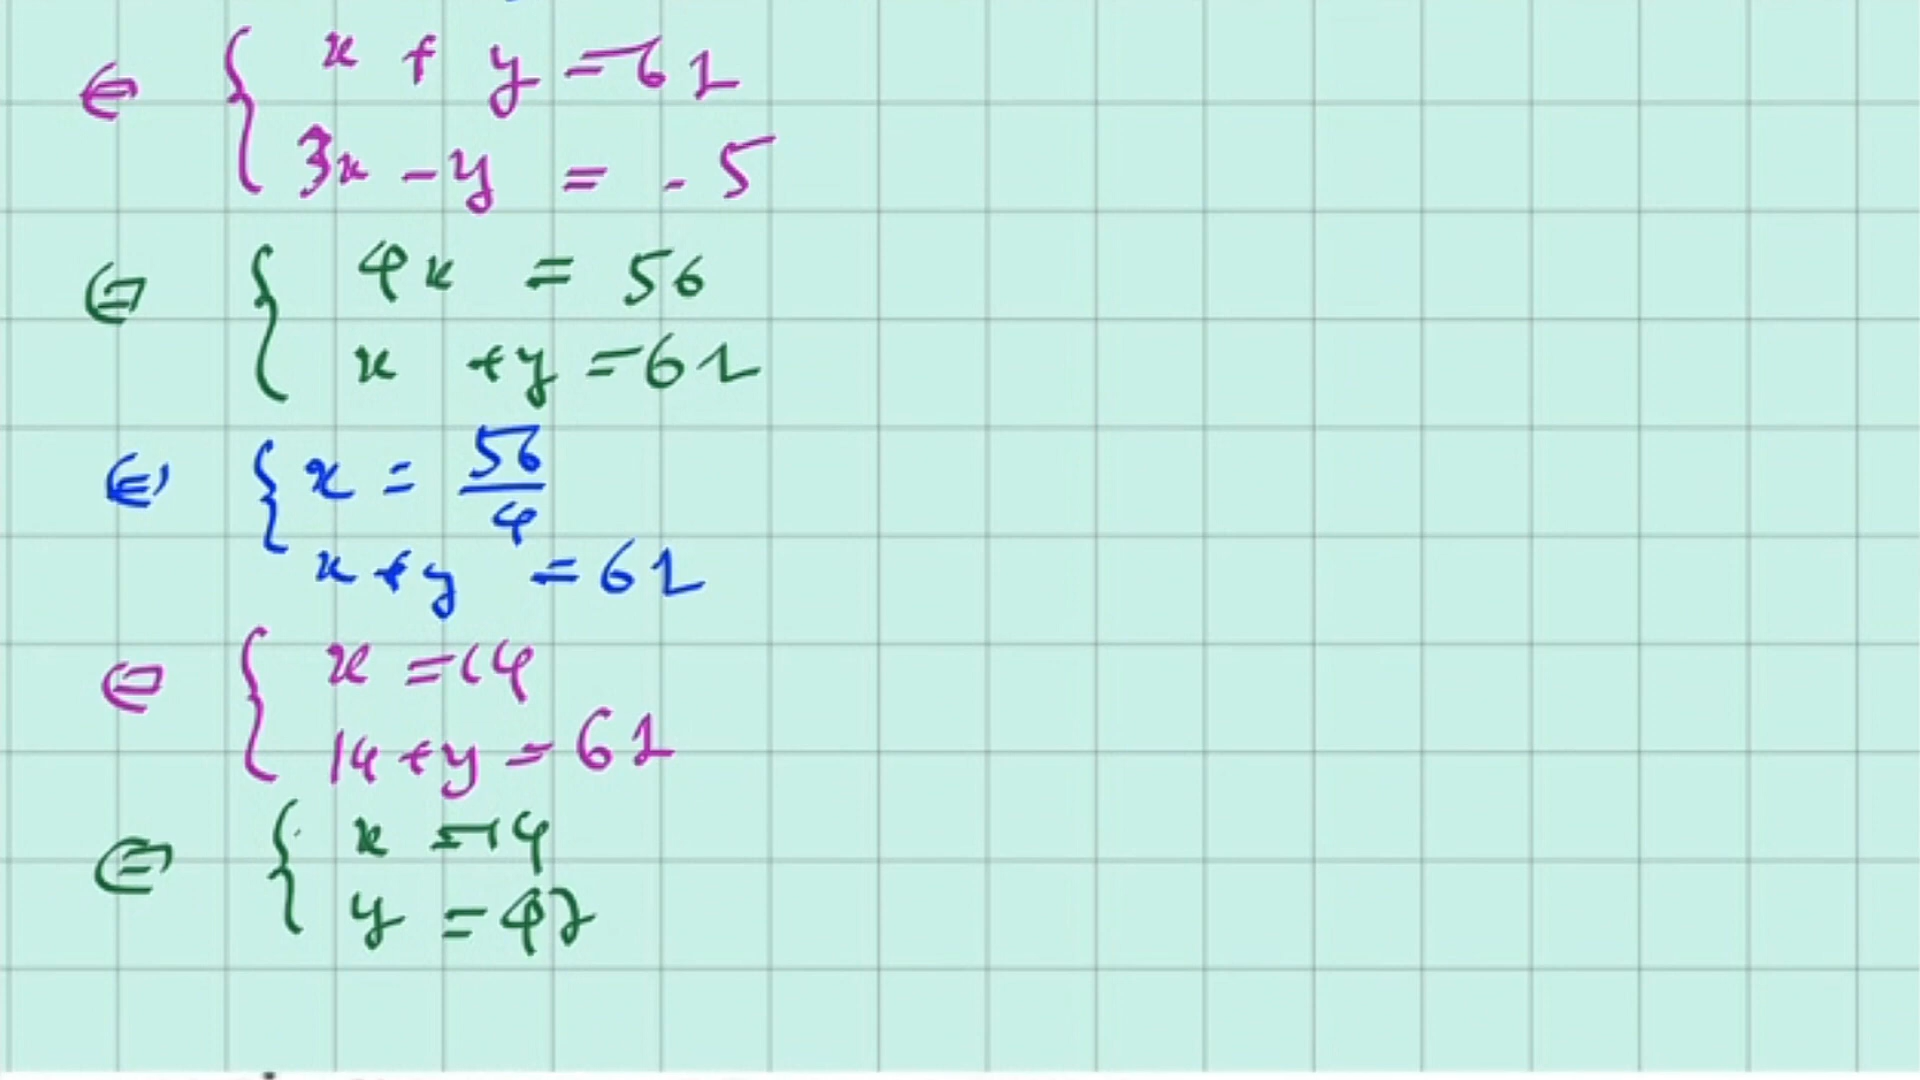 ⇔ { x + y = 61
3x - y = - 5
⇔ { 4x = 56
x + y = 61
⇔ { x = 56/4
x + y = 61
⇔ { x = 14
14 + y = 61
⇔ { x = 14
y = 47